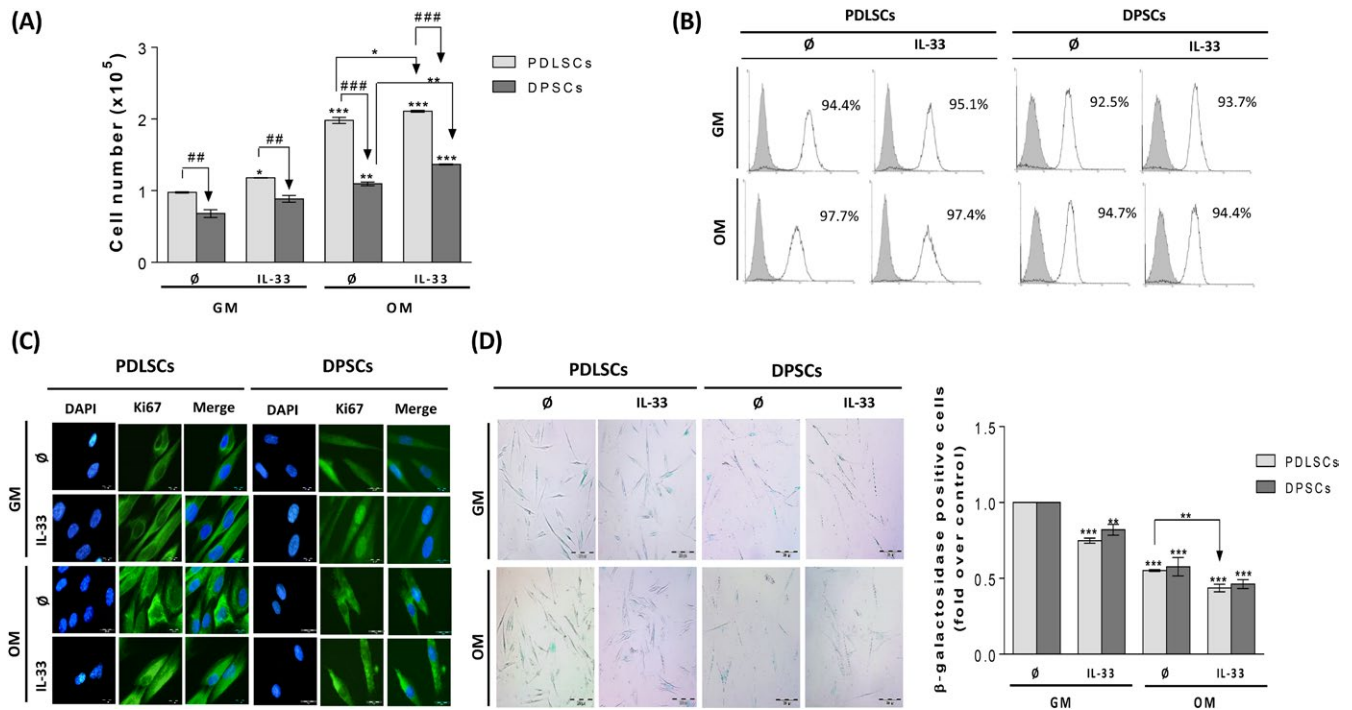 (A)
Cell number (x10⁵)
3
2
1
0
##
##
*
***
###
*
**
***
###
**
***
PDLSCs
DPSCs
Ø IL-33 Ø IL-33
GM OM
(B)
PDLSCs DPSCs
Ø IL-33 Ø IL-33
GM
94.4% 95.1% 92.5% 93.7%
OM
97.7% 97.4% 94.7% 94.4%
(C)
PDLSCs DPSCs
DAPI Ki67 Merge DAPI Ki67 Merge
GM
Ø
IL-33
OM
Ø
IL-33
(D)
PDLSCs DPSCs
Ø IL-33 Ø IL-33
GM
OM
β-galactosidase positive cells
(fold over control)
1.5
1.0
0.5
0.0
*** **
*** ***
**
*** ***
PDLSCs
DPSCs
Ø IL-33 Ø IL-33
GM OM